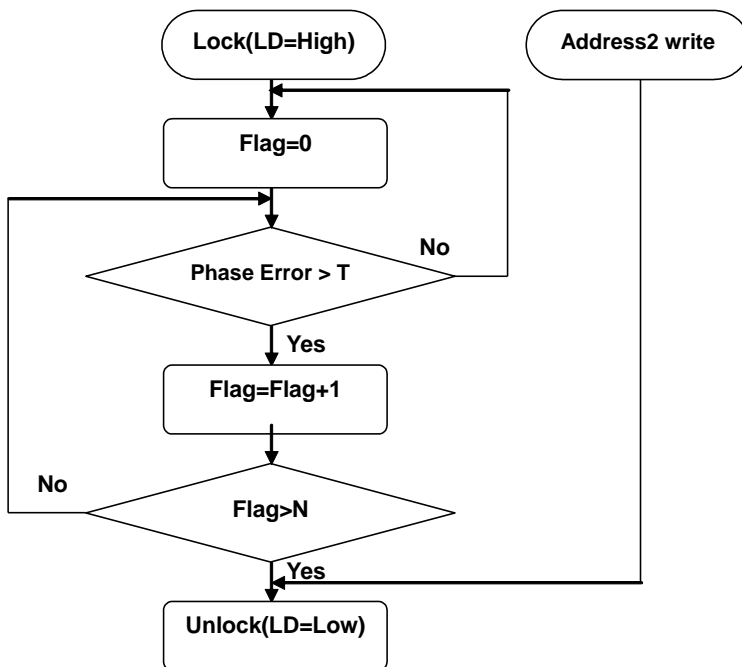 Lock(LD=High)
Address2 write
Flag=0
No
Phase Error > T
Yes
Flag=Flag+1
No
Flag>N
Yes
Unlock(LD=Low)